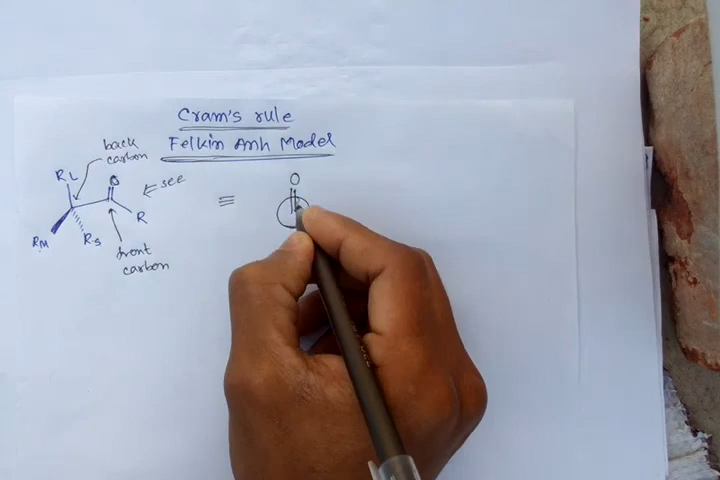 Cram's rule
Felkin Anh Model
back
carbon
RL
O
see
R
RM
RS
front
carbon
≡
O